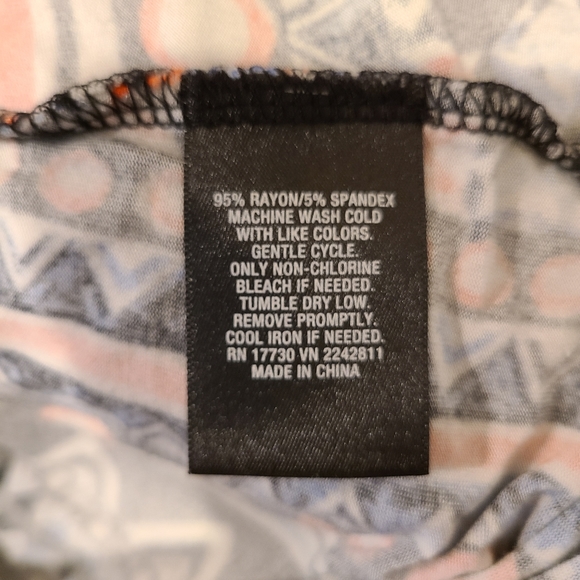 95% RAYON/5% SPANDEX
MACHINE WASH COLD
WITH LIKE COLORS.
GENTLE CYCLE.
ONLY NON-CHLORINE
BLEACH IF NEEDED.
TUMBLE DRY LOW.
REMOVE PROMPTLY.
COOL IRON IF NEEDED.
RN 17730 VN 2242811
MADE IN CHINA